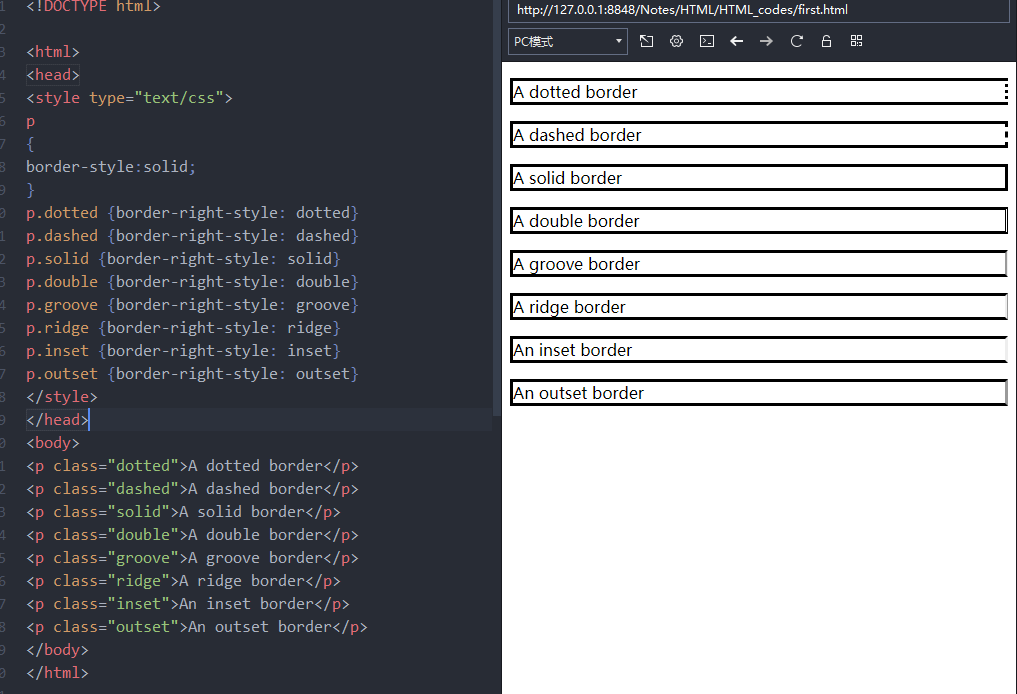 <!DOCTYPE html>
<html>
<head>
<style type="text/css">
p
{
border-style:solid;
}
p.dotted {border-right-style: dotted}
p.dashed {border-right-style: dashed}
p.solid {border-right-style: solid}
p.double {border-right-style: double}
p.groove {border-right-style: groove}
p.ridge {border-right-style: ridge}
p.inset {border-right-style: inset}
p.outset {border-right-style: outset}
</style>
</head>
<body>
<p class="dotted">A dotted border</p>
<p class="dashed">A dashed border</p>
<p class="solid">A solid border</p>
<p class="double">A double border</p>
<p class="groove">A groove border</p>
<p class="ridge">A ridge border</p>
<p class="inset">An inset border</p>
<p class="outset">An outset border</p>
</body>
</html>
http://127.0.0.1:8848/Notes/HTML/HTML_codes/first.html
PC模式
A dotted border
A dashed border
A solid border
A double border
A groove border
A ridge border
An inset border
An outset border